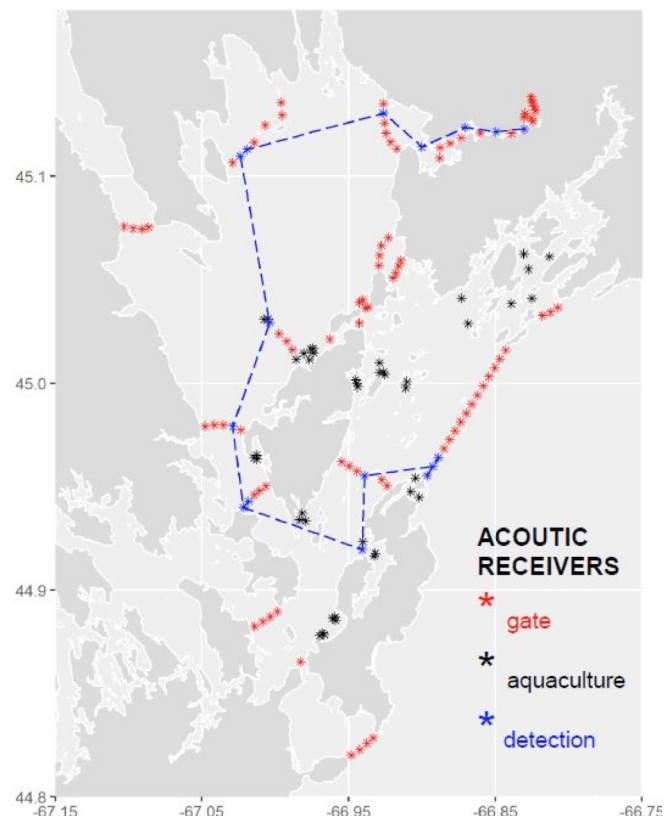 45.1
45.0
44.9
44.8
-67.15
-67.05
-66.95
-66.85
-66.75
ACOUTIC
RECEIVERS
* gate
* aquaculture
* detection